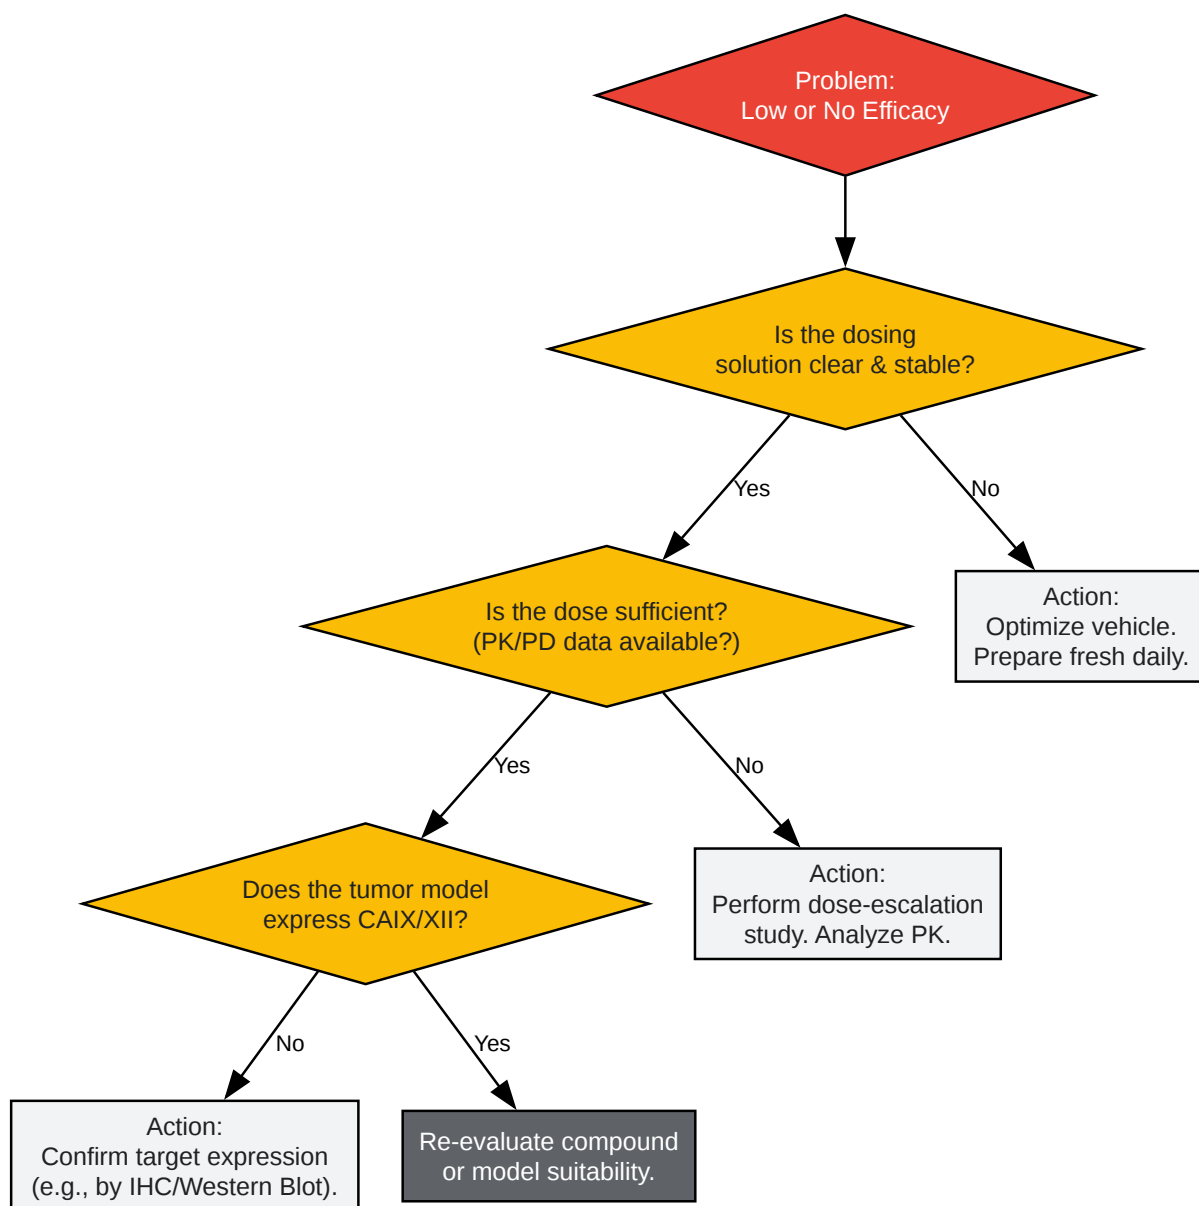 Problem:
Low or No Efficacy
Is the dosing
solution clear & stable?
Yes
No
Is the dose sufficient?
(PK/PD data available?)
Action:
Optimize vehicle.
Prepare fresh daily.
Yes
No
Does the tumor model
express CAIX/XII?
Action:
Perform dose-escalation
study. Analyze PK.
No
Yes
Action:
Confirm target expression
(e.g., by IHC/Western Blot).
Re-evaluate compound
or model suitability.